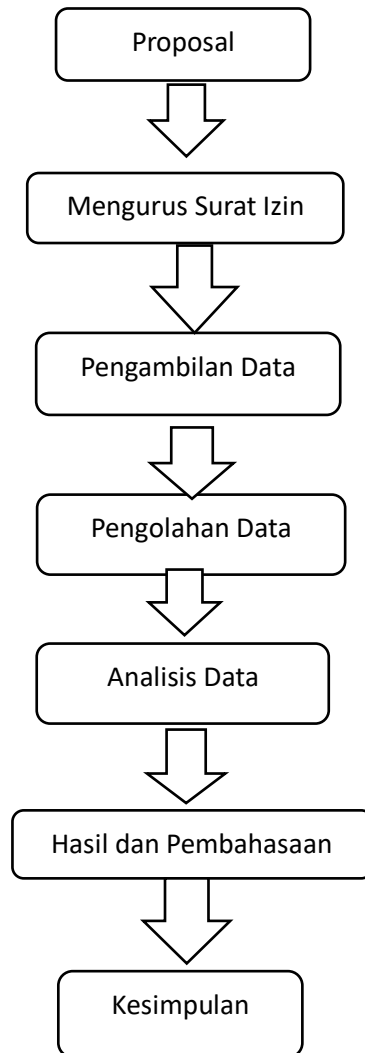 Proposal
Mengurus Surat Izin
Pengambilan Data
Pengolahan Data
Analisis Data
Hasil dan Pembahasaan
Kesimpulan